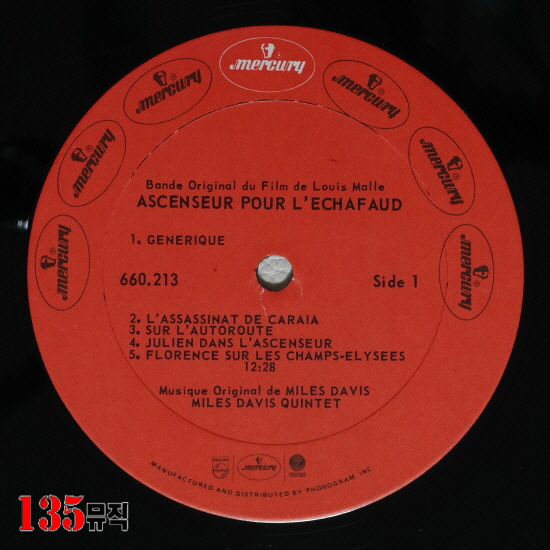 mercury
mercury
mercury
mercury
mercury
mercury
mercury
Bande Original du Film de Louis Malle
ASCENSEUR POUR L'ECHAFAUD
1. GENERIQUE
660.213 Side 1
2. L'ASSASSINAT DE CARAIA
3. SUR L'AUTOROUTE
4. JULIEN DANS L'ASCENSEUR
5. FLORENCE SUR LES CHAMPS-ELYSEES
12:28
Musique Original de MILES DAVIS
MILES DAVIS QUINTET
PHILIPS
mercury
MANUFACTURED AND DISTRIBUTED BY PHONOGRAM, INC.
135뮤직